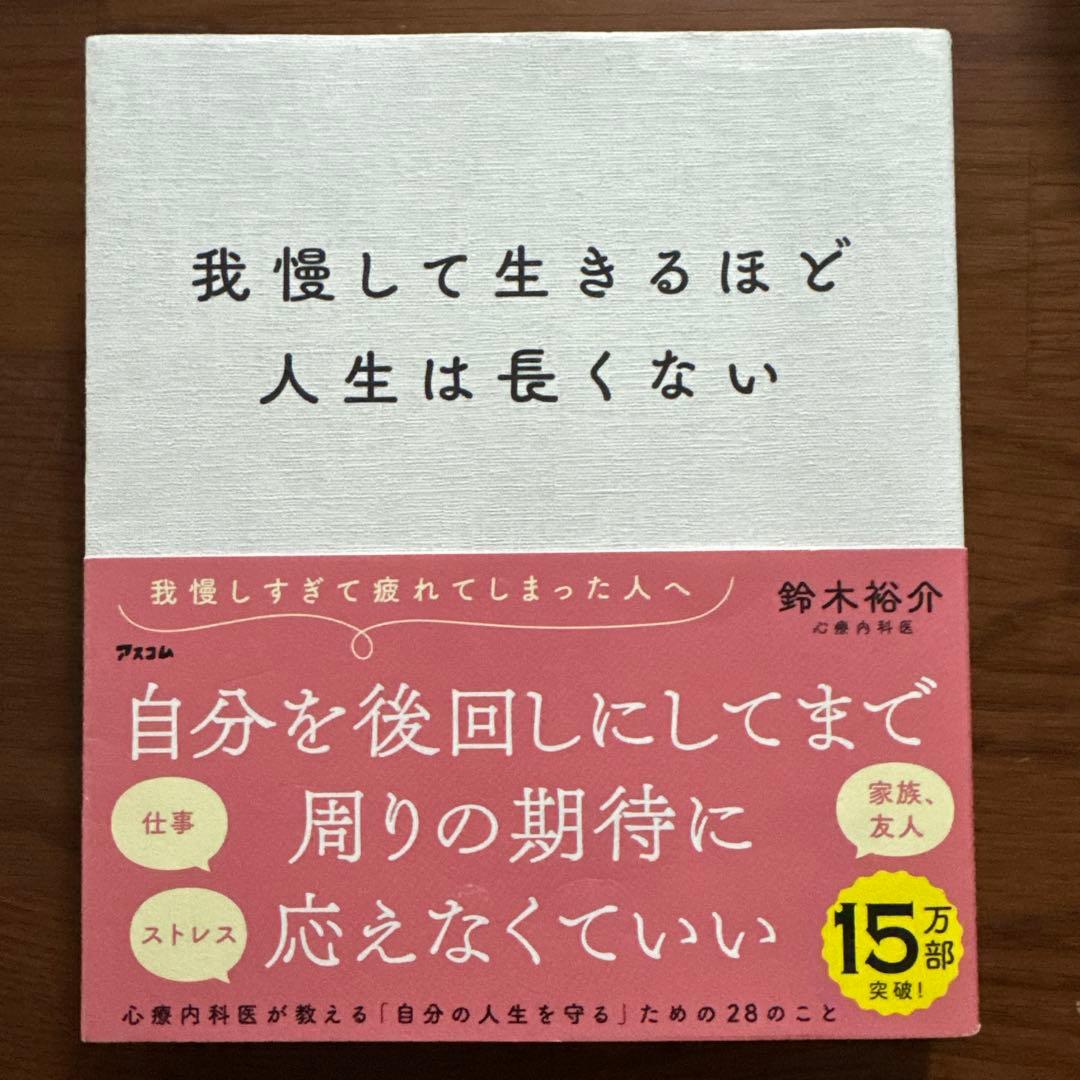 我慢して生きるほど
人生は長くない
我慢しすぎて疲れてしまった人へ
鈴木裕介
心療内科医
アスコム
自分を後回しにしてまで
仕事
周りの期待に
家族、
友人
ストレス
応えなくていい
15万部
突破!
心療内科医が教える「自分の人生を守る」ための28のこと